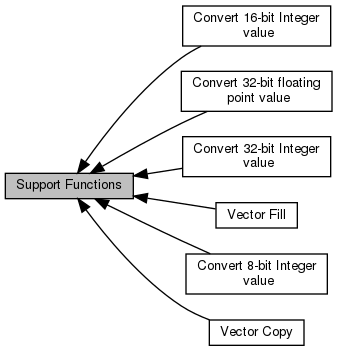 Convert 16-bit Integer
value
Convert 32-bit floating
point value
Convert 32-bit Integer
value
Support Functions
Vector Fill
Convert 8-bit Integer
value
Vector Copy